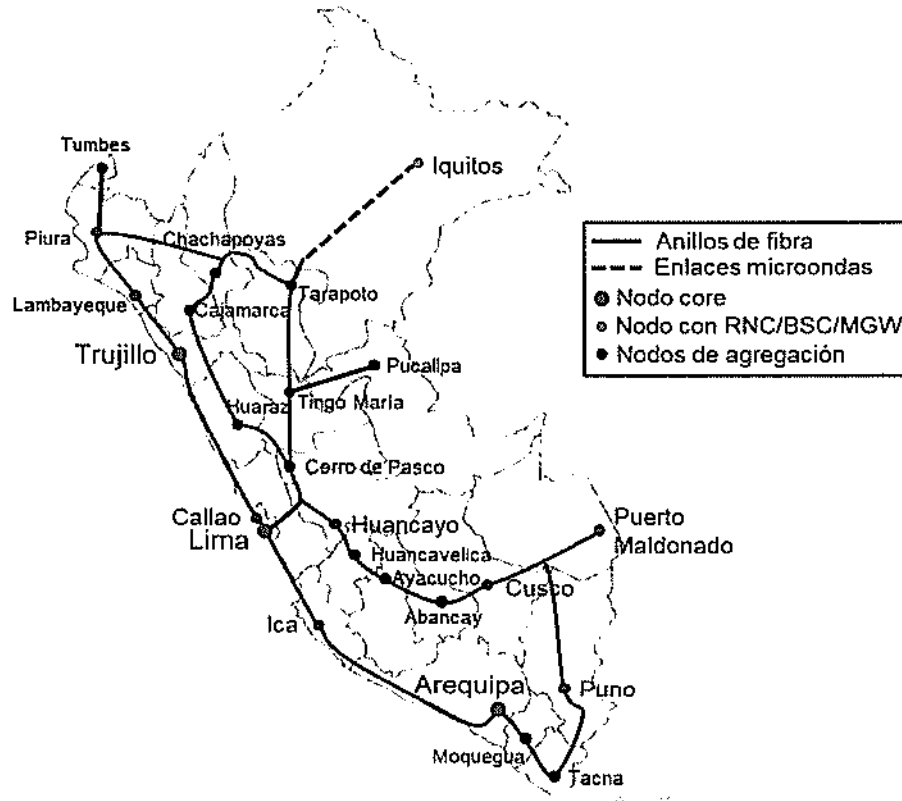 Tumbes
Iquitos
Piura
Chachapoyas
Anillos de fibra
Enlaces microondas
Nodo core
Nodo con RNC/BSC/MGW
Nodos de agregación
Tarapoto
Lambayeque
Cajamarca
Trujillo
Pucallpa
Tingo María
Huaraz
Cerro de Pasco
Callao
Lima
Huancayo
Puerto
Maldonado
Huancavelica
Ayacucho
Cusco
Abancay
Ica
Arequipa
Puno
Moquegua
Tacna